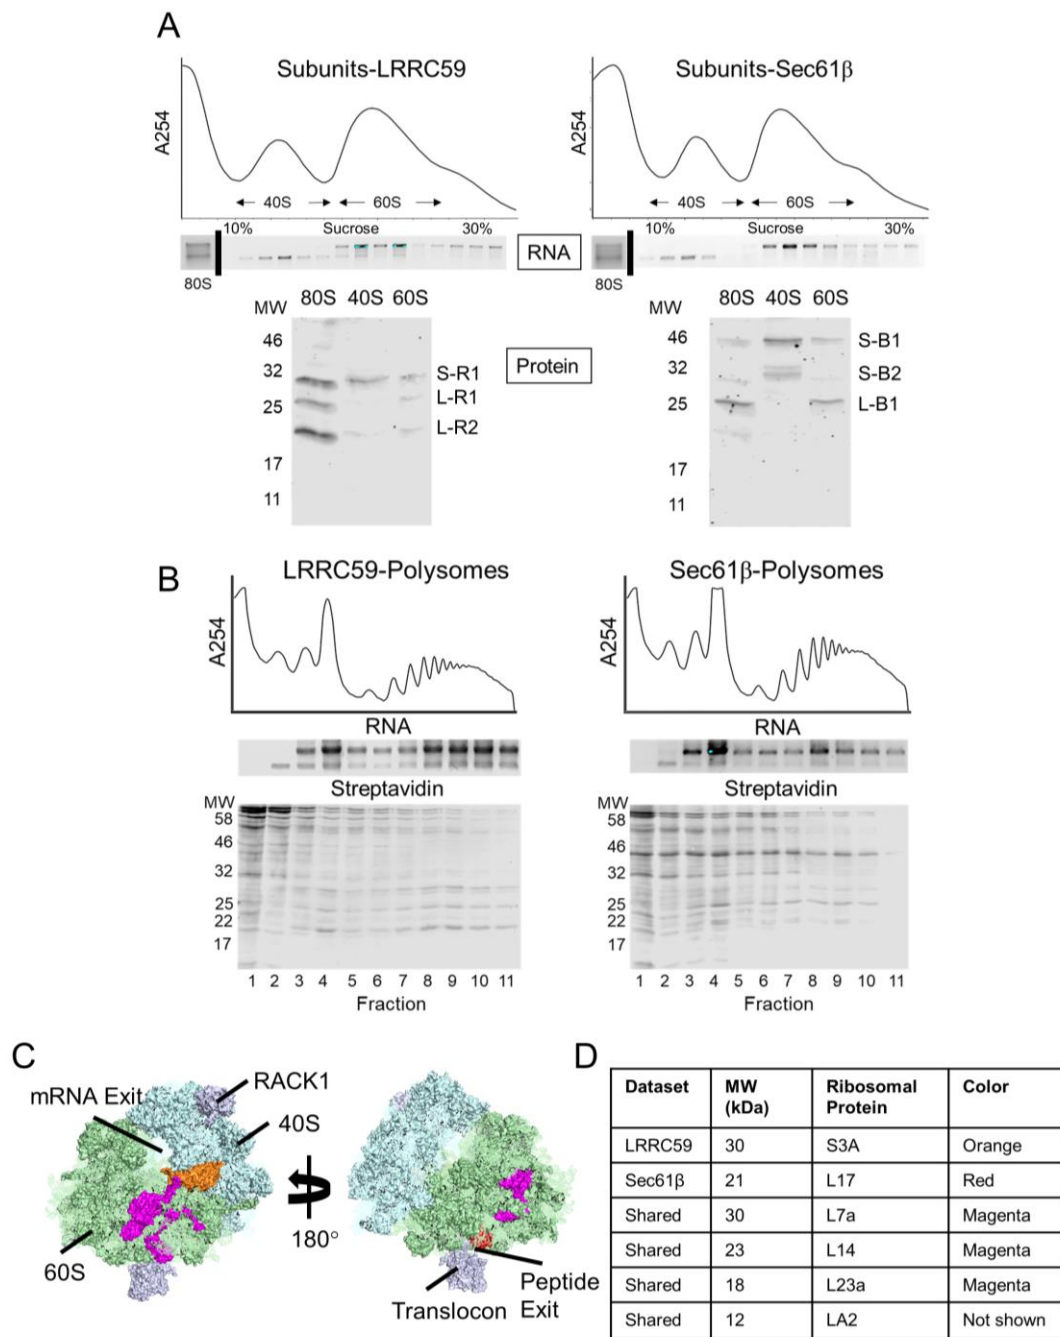 A
Subunits-LRRC59
A254
40S
60S
10% Sucrose 30%
80S
RNA
Subunits-Sec61β
A254
40S
60S
10% Sucrose 30%
80S
MW 80S 40S 60S
46
32
25
17
11
S-R1
L-R1
L-R2
Protein
MW 80S 40S 60S
46
32
25
17
11
S-B1
S-B2
L-B1
B
LRRC59-Polysomes
A254
RNA
Streptavidin
MW
58
46
32
25
22
17
1 2 3 4 5 6 7 8 9 10 11
Fraction
Sec61β-Polysomes
A254
RNA
Streptavidin
MW
58
46
32
25
22
17
1 2 3 4 5 6 7 8 9 10 11
Fraction
C
mRNA Exit
RACK1
40S
60S
180°
Translocon
Peptide
Exit
D
Dataset MW (kDa) Ribosomal Protein Color
LRRC59 30 S3A Orange
Sec61β 21 L17 Red
Shared 30 L7a Magenta
Shared 23 L14 Magenta
Shared 18 L23a Magenta
Shared 12 LA2 Not shown